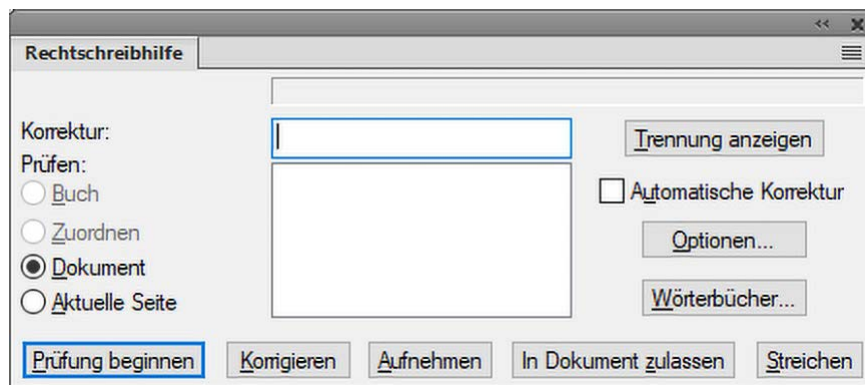 Rechtschreibhilfe
Korrektur:
Trennung anzeigen
Prüfen:
Buch
Automatische Korrektur
Zuordnen
Optionen...
Dokument
Aktuelle Seite
Wörterbücher...
Prüfung beginnen Korrigieren Aufnehmen In Dokument zulassen Streichen